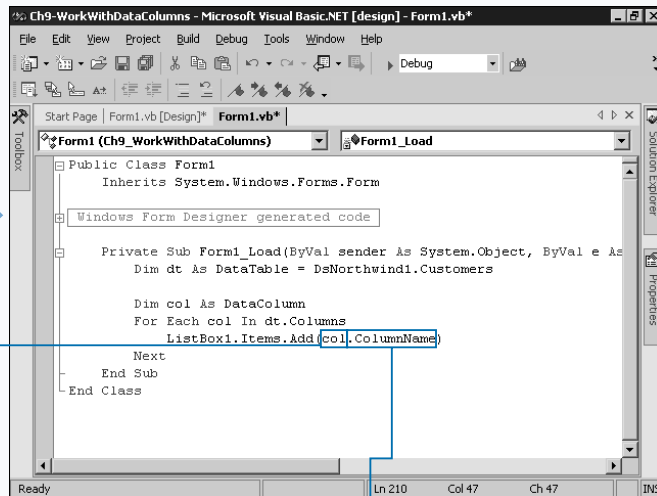 Ch9-WorkWithDataColumns - Microsoft Visual Basic.NET [design] - Form1.vb*
File Edit View Project Build Debug Tools Window Help
Debug
Start Page Form1.vb [Design]* Form1.vb*
Toolbox
Form1 (Ch9_WorkWithDataColumns) Form1_Load
Solution Explorer
Properties
Public Class Form1
Inherits System.Windows.Forms.Form
Windows Form Designer generated code
Private Sub Form1_Load(ByVal sender As System.Object, ByVal e As
Dim dt As DataTable = DsNorthwind1.Customers
Dim col As DataColumn
For Each col In dt.Columns
ListBox1.Items.Add(col.ColumnName)
Next
End Sub
End Class
Ready Ln 210 Col 47 Ch 47 INS